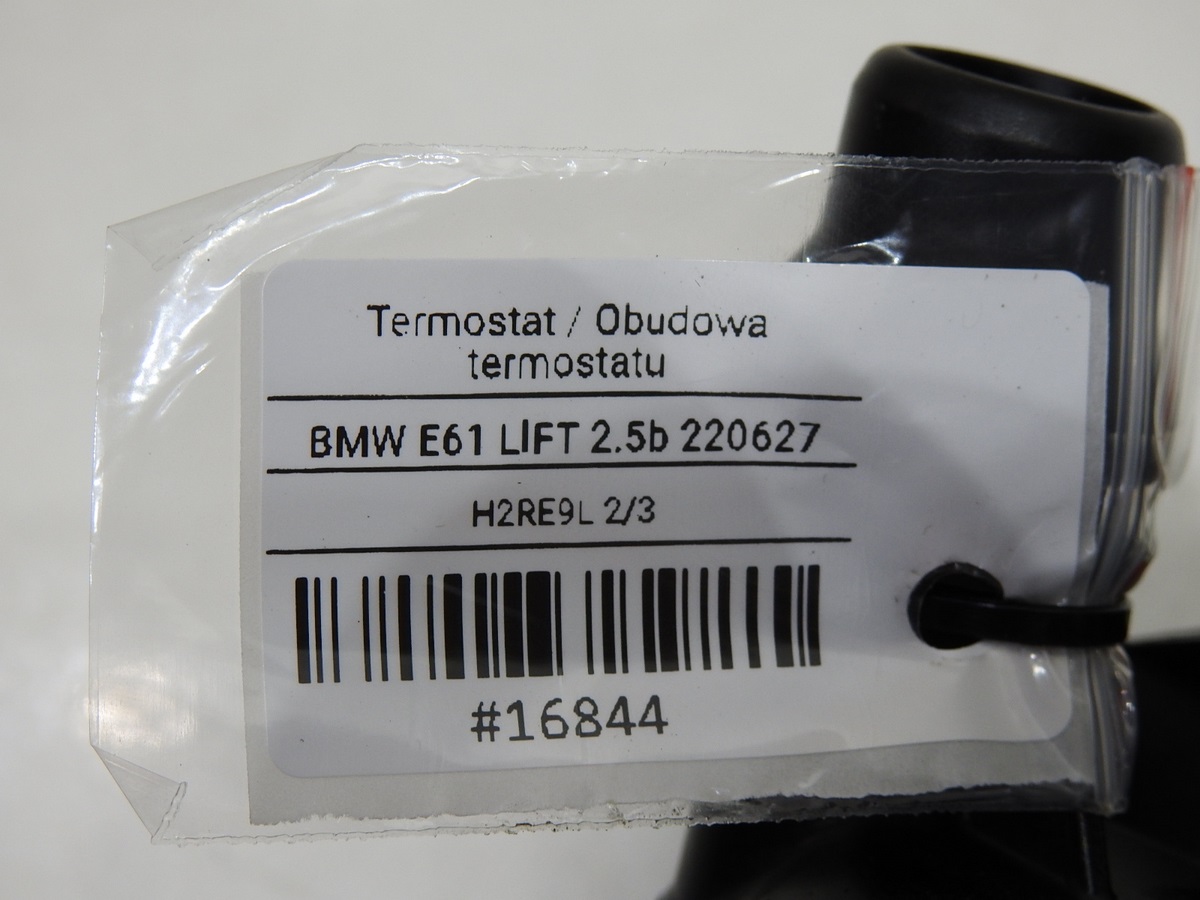 Termostat / Obudowa
termostatu
BMW E61 LIFT 2.5b 220627
H2RE9L 2/3
#16844